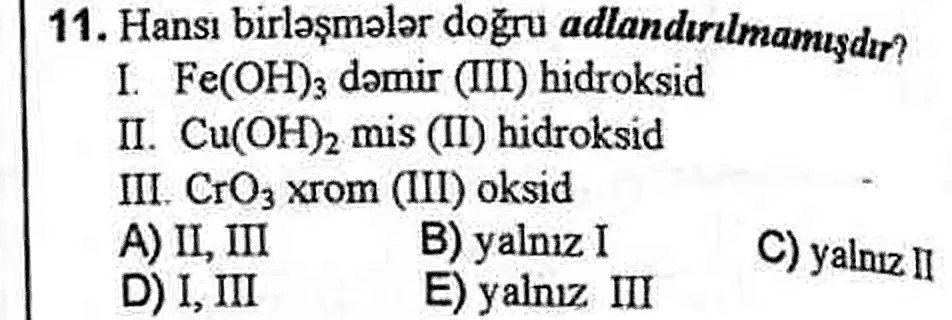 11. Hansı birləşmələr doğru adlandırılmamışdır?
I. Fe(OH)₃ dəmir (III) hidroksid
II. Cu(OH)₂ mis (II) hidroksid
III. CrO₃ xrom (III) oksid
A) II, III B) yalnız I C) yalnız II
D) I, III E) yalnız III